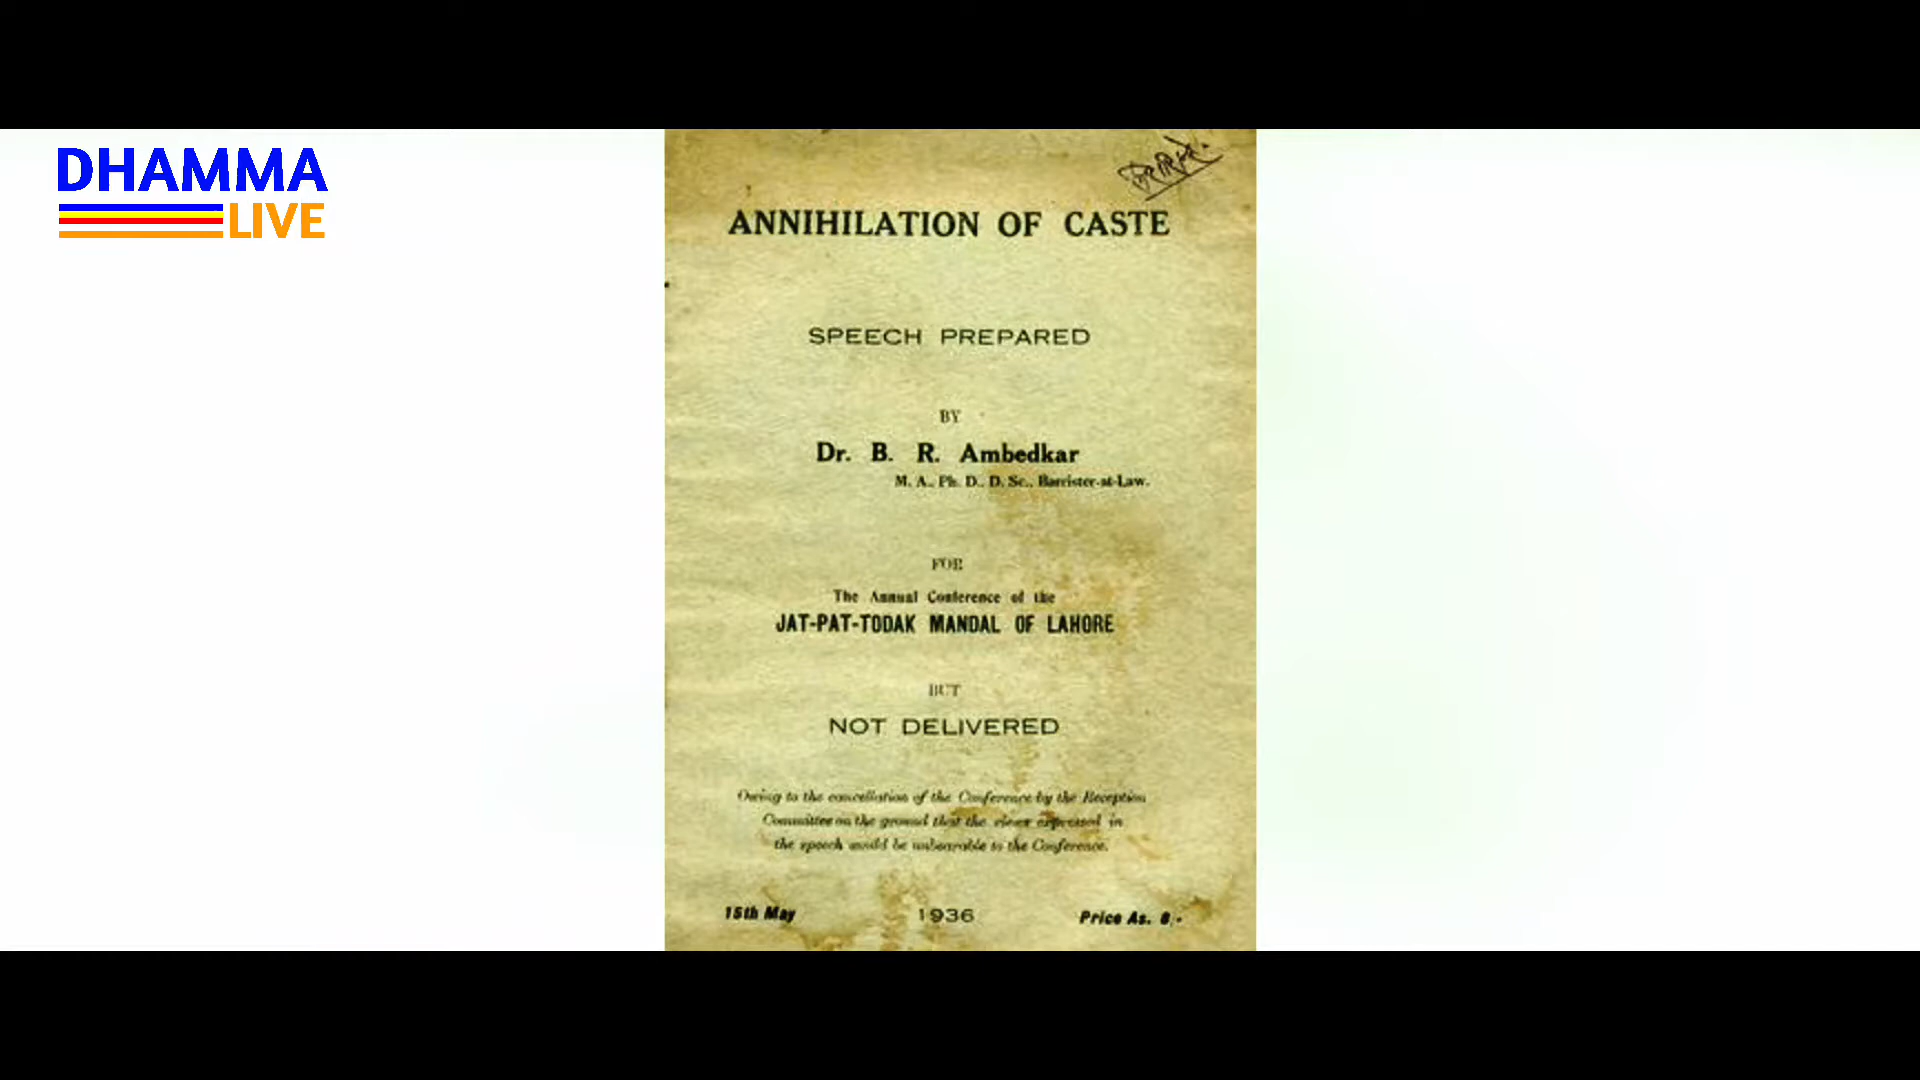 DHAMMA
LIVE
ANNIHILATION OF CASTE
SPEECH PREPARED
BY
Dr. B. R. Ambedkar
M. A., Ph. D., D. Sc., Barrister-at-Law.
FOR
The Annual Conference of the
JAT-PAT-TODAK MANDAL OF LAHORE
BUT
NOT DELIVERED
Owing to the cancellation of the Conference by the Reception
Committee on the ground that the views expressed in
the speech would be unbearable to the Conference.
15th May 1936 Price As. 8/-